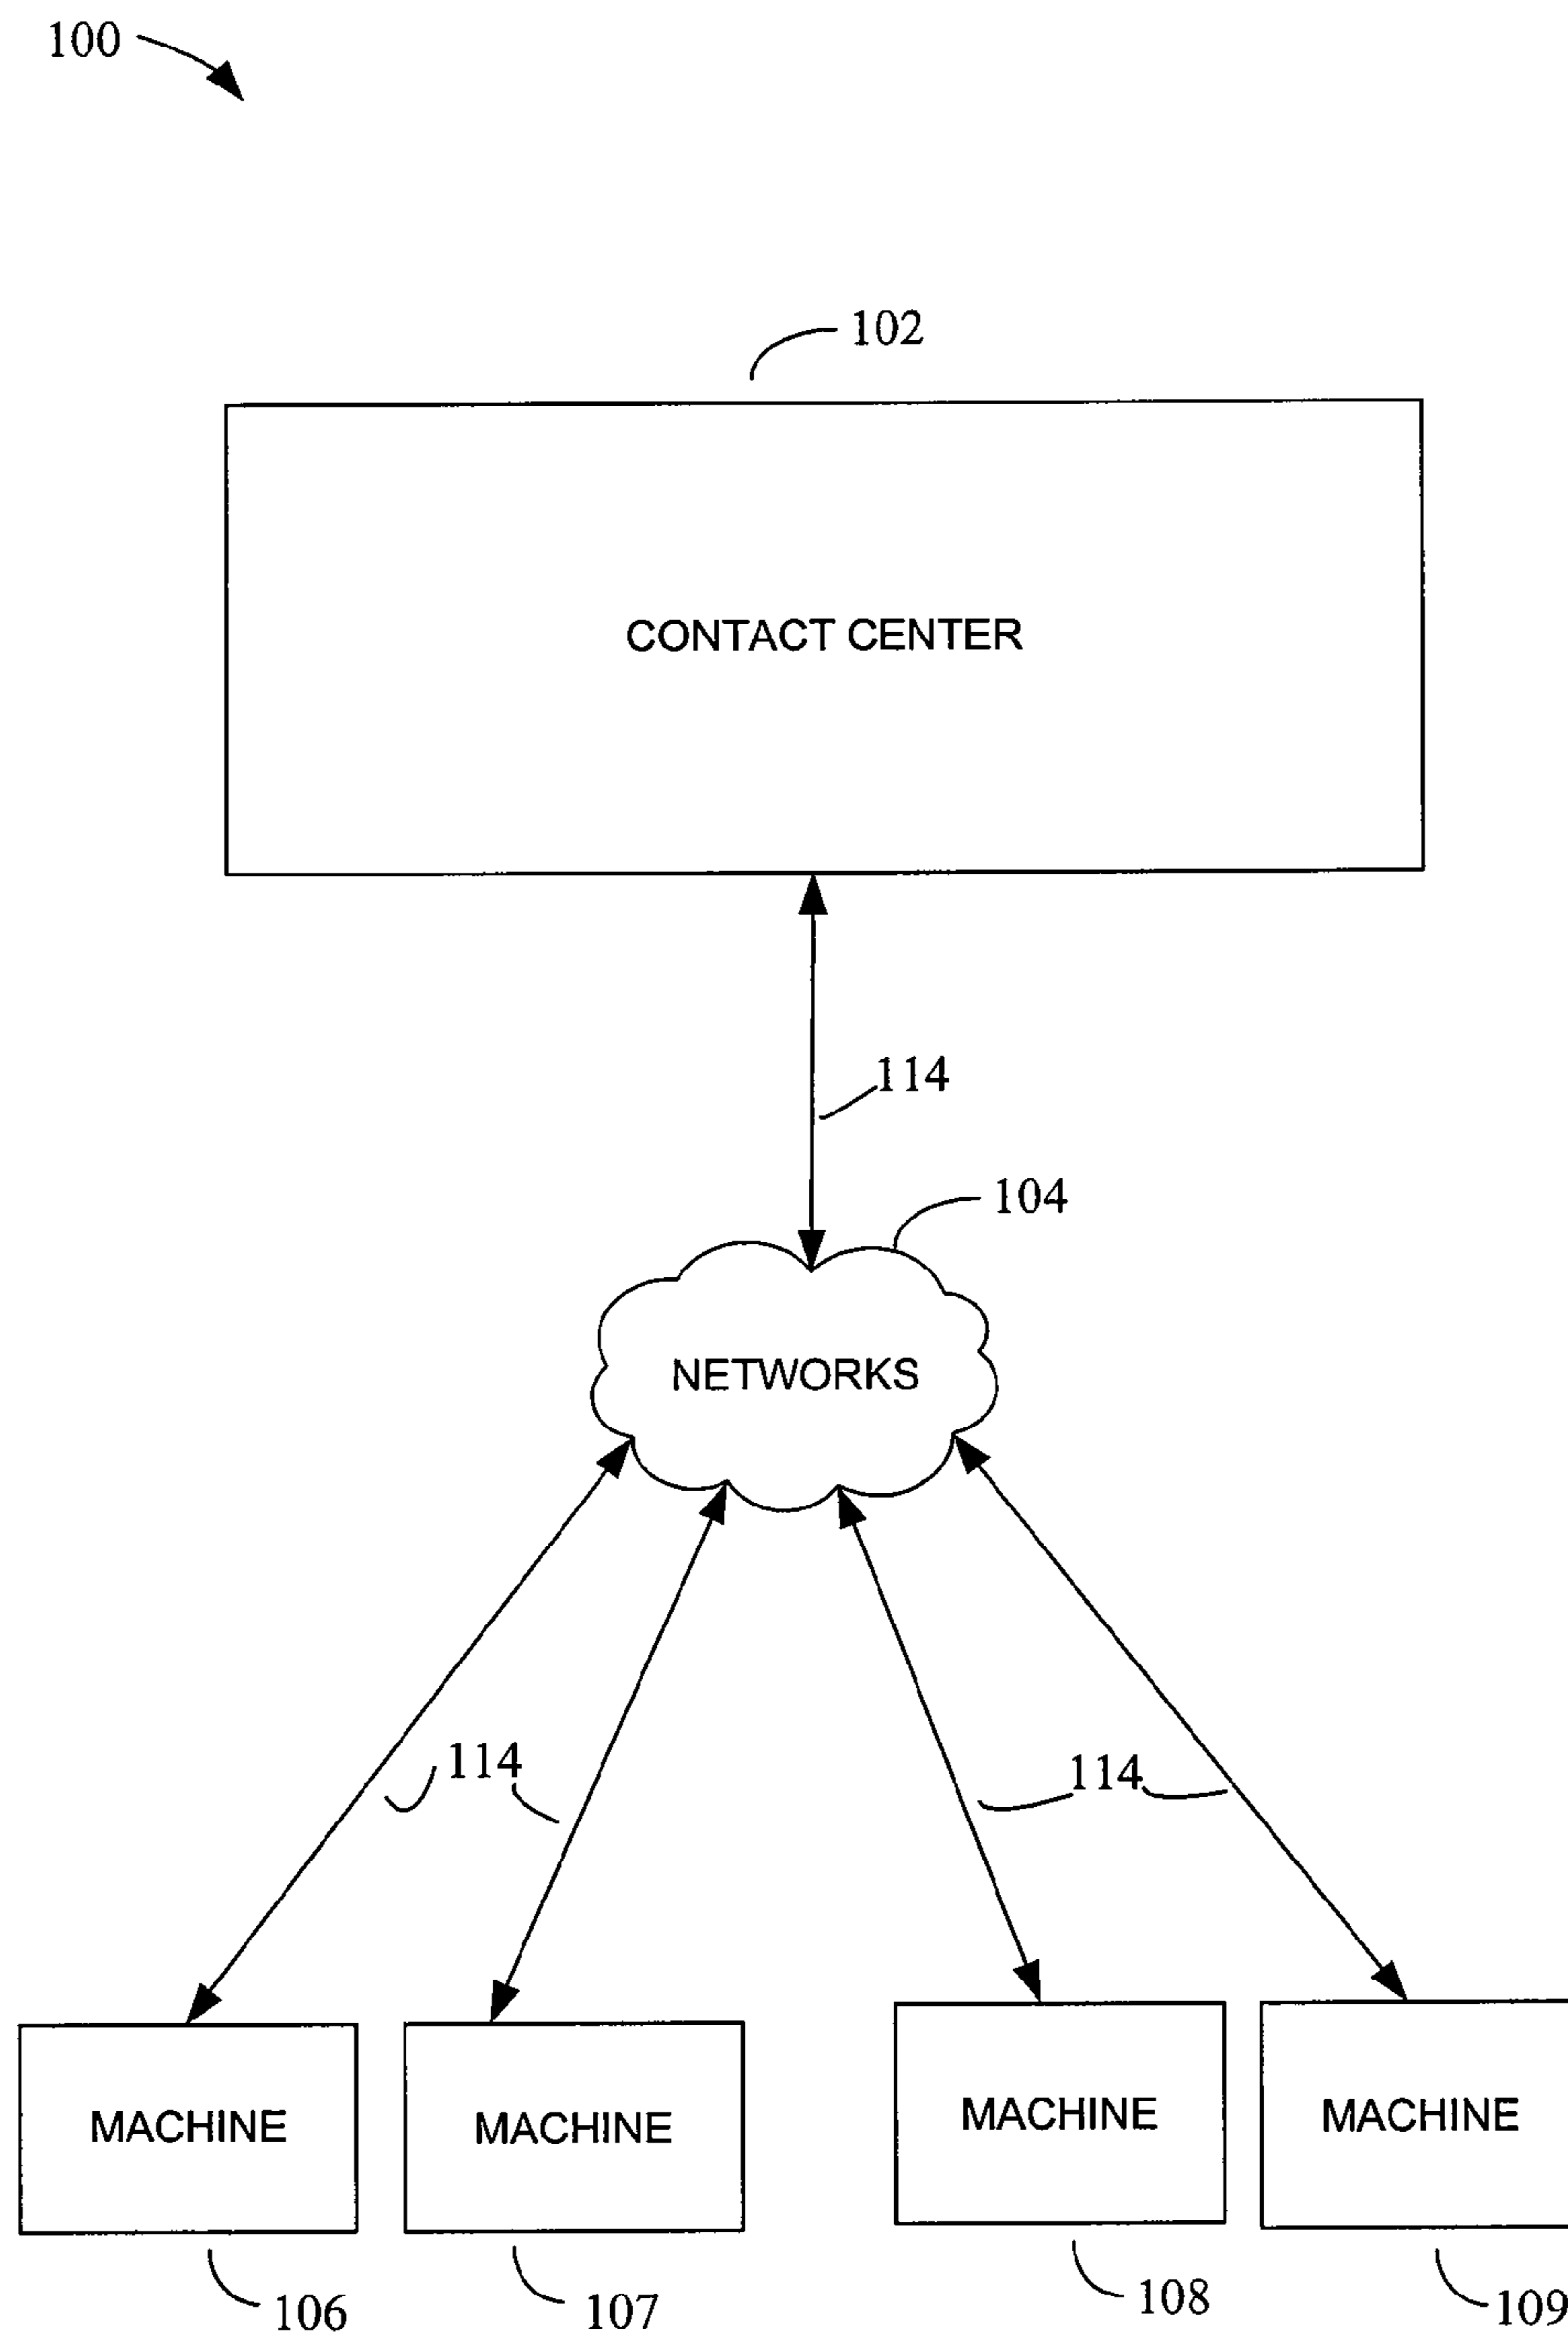 100
102
CONTACT CENTER
114
104
NETWORKS
114
114
MACHINE
MACHINE
MACHINE
MACHINE
106
107
108
109